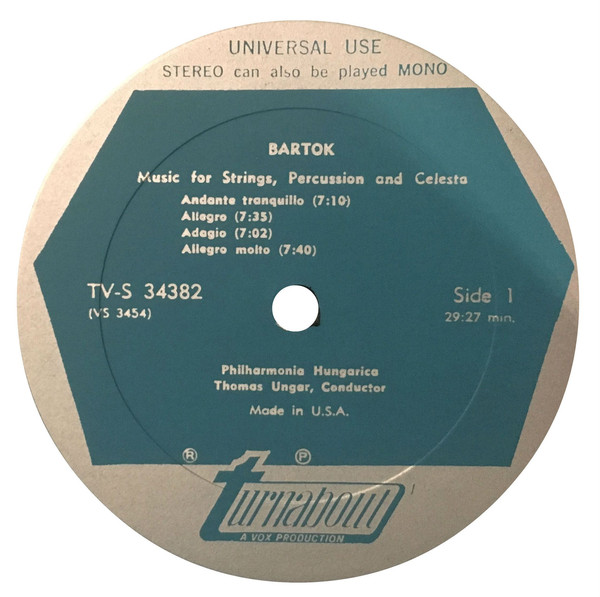 UNIVERSAL USE
STEREO can also be played MONO
BARTOK
Music for Strings, Percussion and Celesta
Andante tranquillo (7:10)
Allegro (7:35)
Adagio (7:02)
Allegro molto (7:40)
TV-S 34382
(VS 3454)
Side 1
29:27 min.
Philharmonia Hungarica
Thomas Ungar, Conductor
Made in U.S.A.
® ℗
turnabout
A VOX PRODUCTION